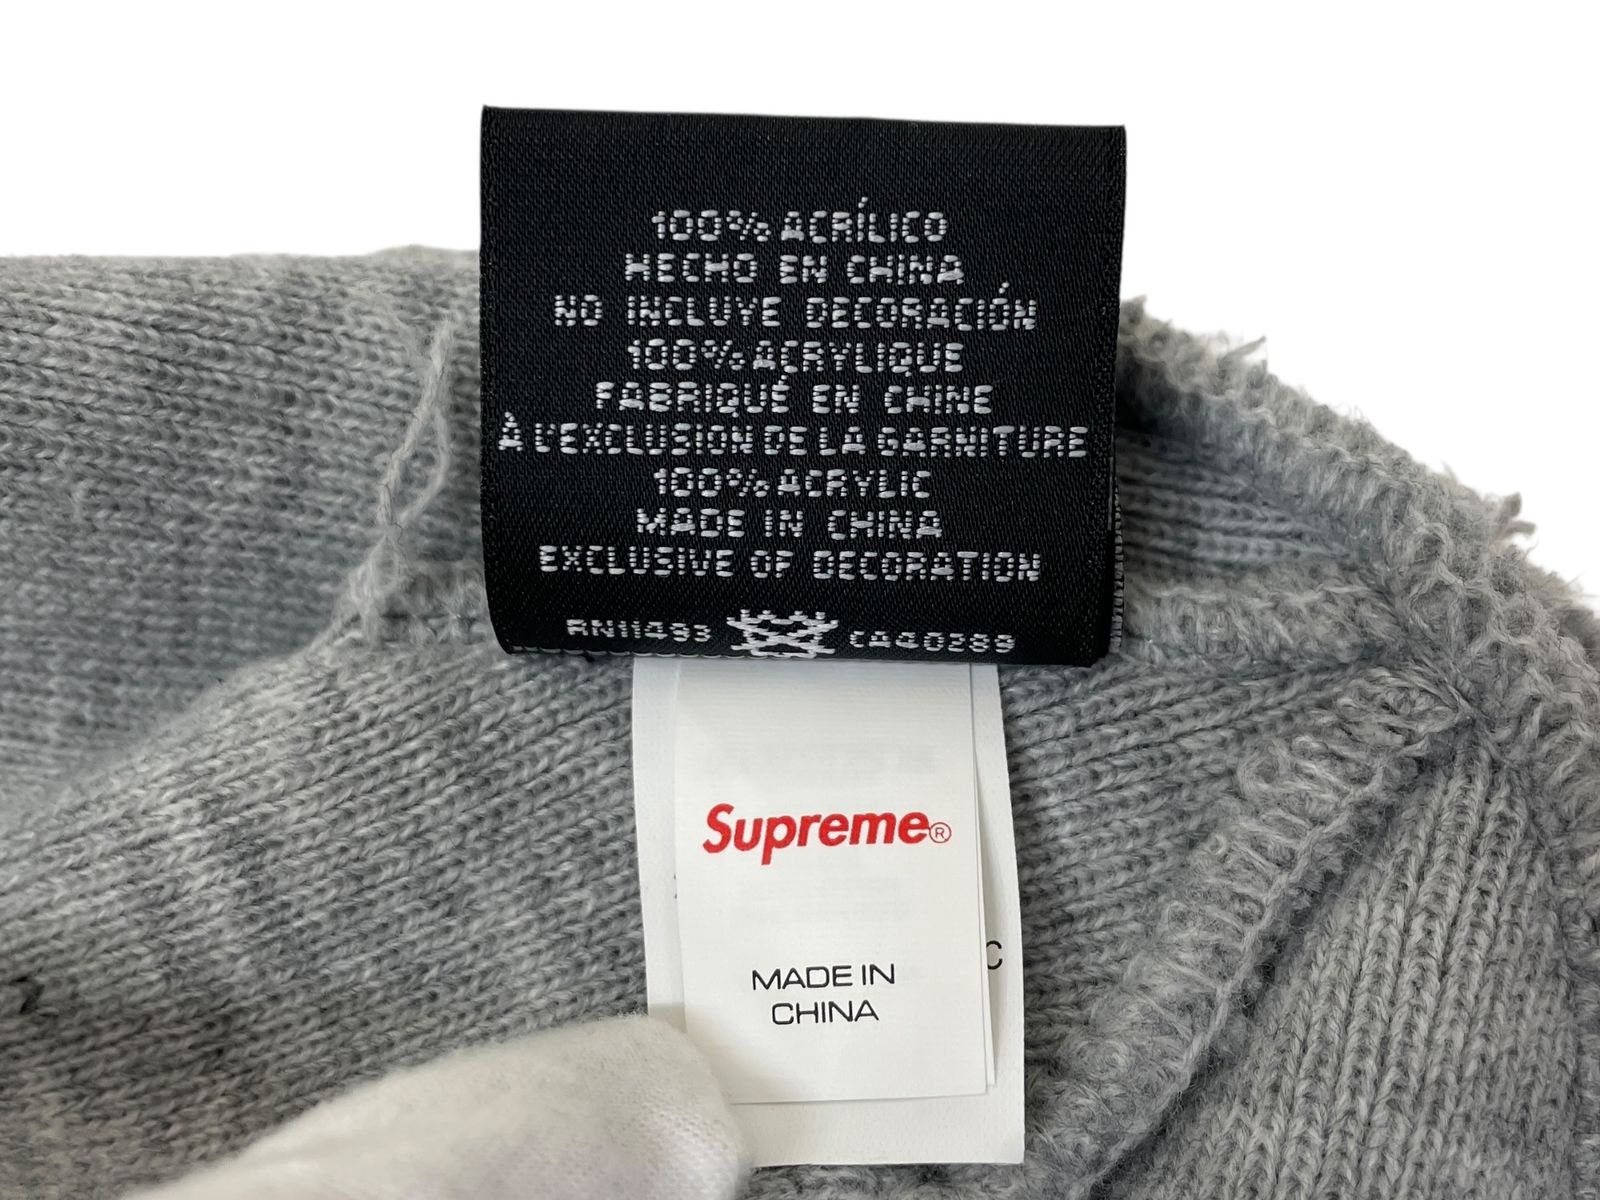 100% ACRÍLICO
HECHO EN CHINA
NO INCLUYE DECORACIÓN
100% ACRYLIQUE
FABRIQUÉ EN CHINE
À L'EXCLUSION DE LA GARNITURE
100% ACRYLIC
MADE IN CHINA
EXCLUSIVE OF DECORATION
RN11493 CA40289
Supreme®
C
MADE IN
CHINA